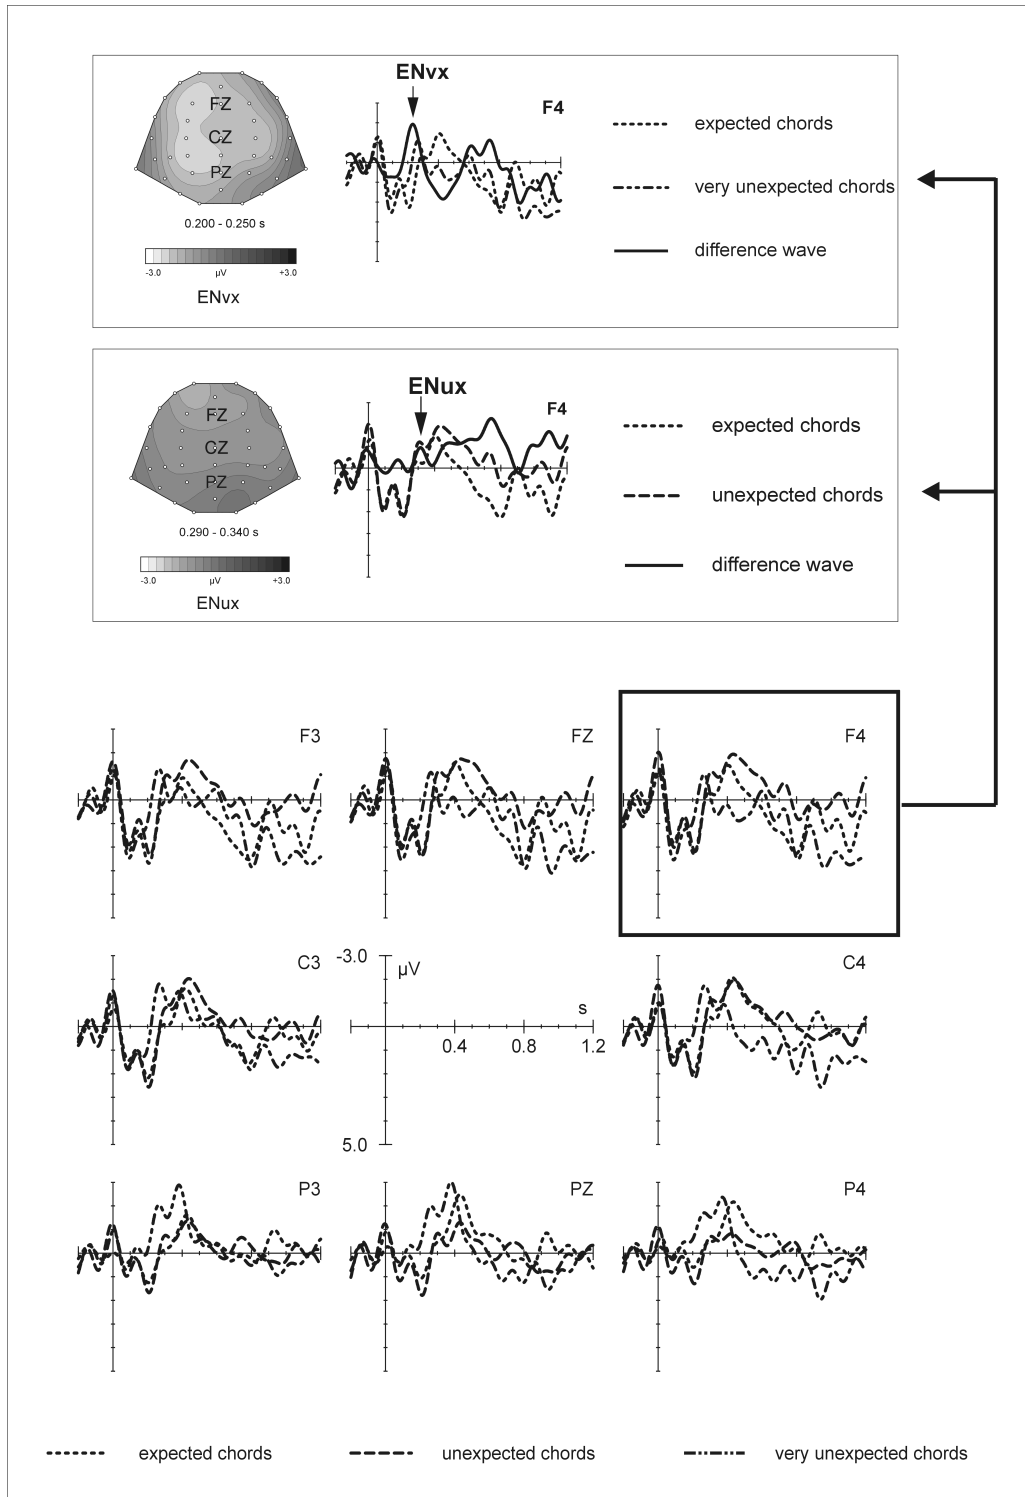 ENvx
F4
FZ
CZ
PZ
0.200 - 0.250 s
-3.0 µV +3.0
ENvx
expected chords
very unexpected chords
difference wave
ENux
F4
FZ
CZ
PZ
0.290 - 0.340 s
-3.0 µV +3.0
ENux
expected chords
unexpected chords
difference wave
F3 FZ F4
C3 -3.0 C4
µV
s
0.4 0.8 1.2
5.0
P3 PZ P4
expected chords unexpected chords very unexpected chords